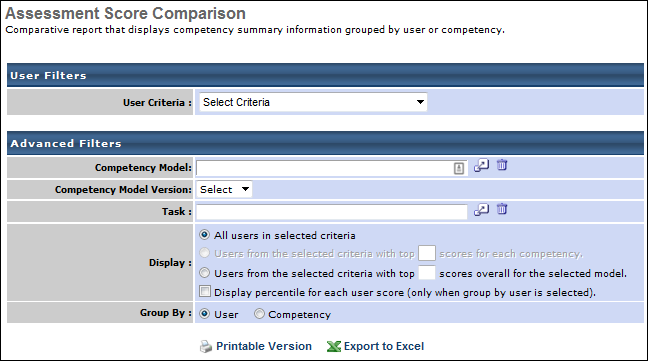 Assessment Score Comparison
Comparative report that displays competency summary information grouped by user or competency.
User Filters
User Criteria : Select Criteria
Advanced Filters
Competency Model:
Competency Model Version: Select
Task :
Display : All users in selected criteria
Users from the selected criteria with top scores for each competency.
Users from the selected criteria with top scores overall for the selected model.
Display percentile for each user score (only when group by user is selected).
Group By : User Competency
Printable Version Export to Excel